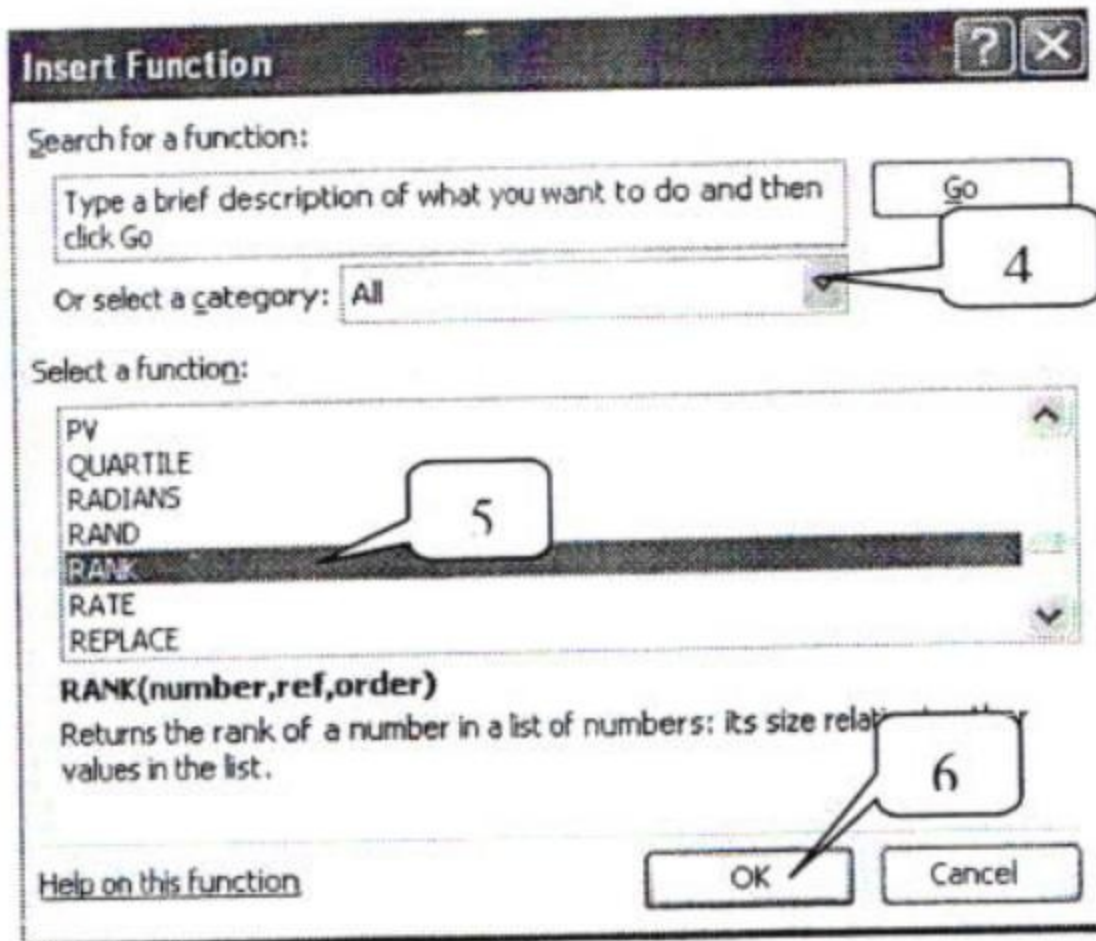 Insert Function
Search for a function:
Type a brief description of what you want to do and then
click Go
Go
Or select a category: All
4
Select a function:
PV
QUARTILE
RADIANS
RAND
RANK
RATE
REPLACE
5
RANK(number,ref,order)
Returns the rank of a number in a list of numbers: its size
values in the list.
6
Help on this function
OK
Cancel